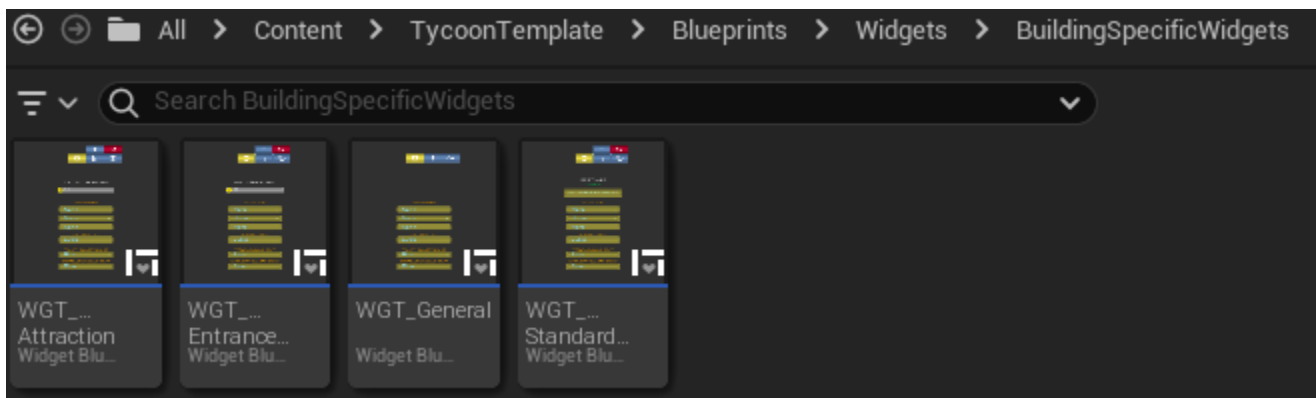 All > Content > TycoonTemplate > Blueprints > Widgets > BuildingSpecificWidgets
Search BuildingSpecificWidgets
WGT_...
Attraction
Widget Blu...
WGT_...
Entrance...
Widget Blu...
WGT_General
Widget Blu...
WGT_...
Standard...
Widget Blu...